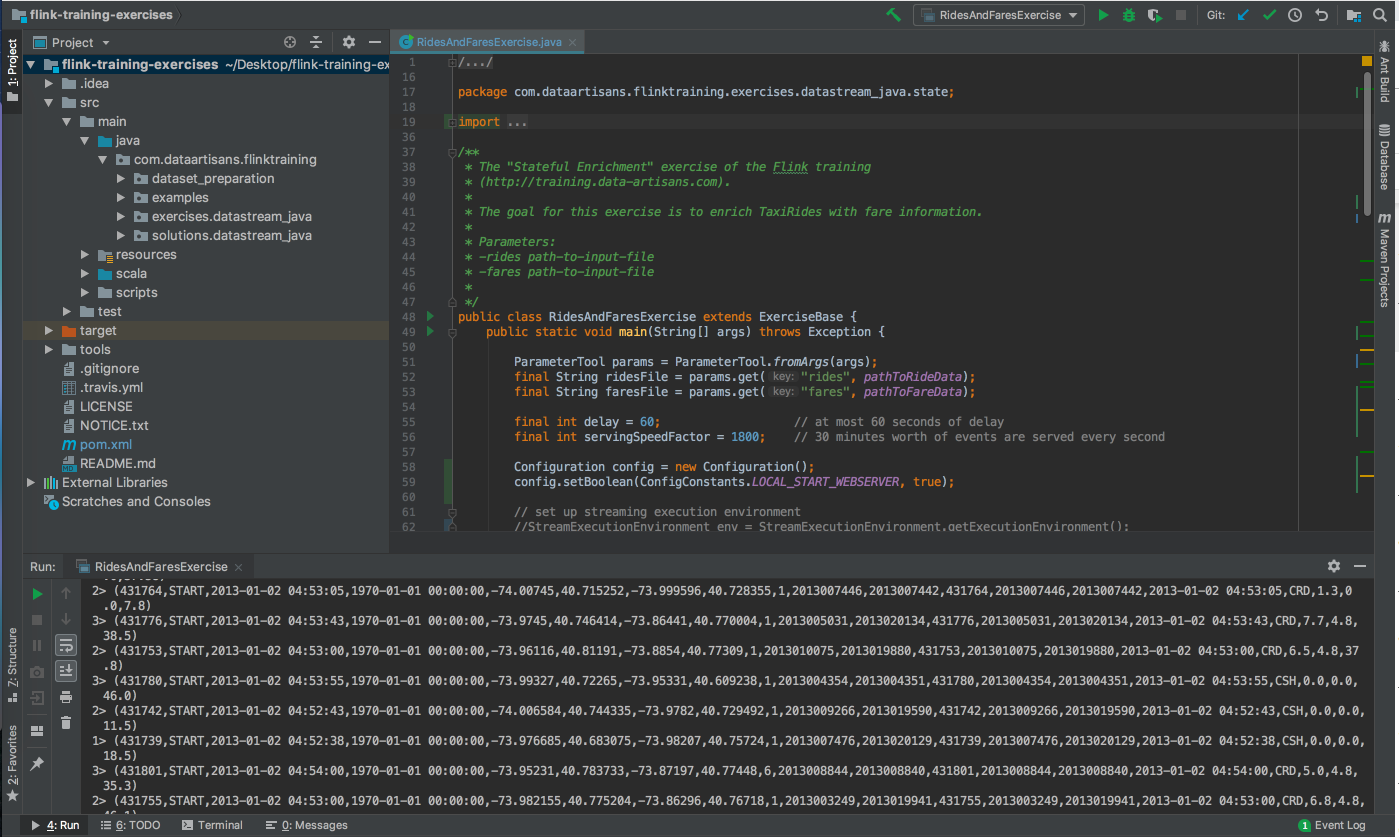 flink-training-exercises
RidesAndFaresExercise
Git:
1: Project
Project
RidesAndFaresExercise.java
flink-training-exercises ~/Desktop/flink-training-ex
.idea
src
main
java
com.dataartisans.flinktraining
dataset_preparation
examples
exercises.datastream_java
solutions.datastream_java
resources
scala
scripts
test
target
tools
.gitignore
.travis.yml
LICENSE
NOTICE.txt
pom.xml
README.md
External Libraries
Scratches and Consoles
1 /.../
16
17 package com.dataartisans.flinktraining.exercises.datastream_java.state;
18
19 import ...
36
37 /**
38 * The "Stateful Enrichment" exercise of the Flink training
39 * (http://training.data-artisans.com).
40 *
41 * The goal for this exercise is to enrich TaxiRides with fare information.
42 *
43 * Parameters:
44 * -rides path-to-input-file
45 * -fares path-to-input-file
46 *
47 */
48 public class RidesAndFaresExercise extends ExerciseBase {
49 public static void main(String[] args) throws Exception {
50
51 ParameterTool params = ParameterTool.fromArgs(args);
52 final String ridesFile = params.get( key: "rides", pathToRideData);
53 final String faresFile = params.get( key: "fares", pathToFareData);
54
55 final int delay = 60; // at most 60 seconds of delay
56 final int servingSpeedFactor = 1800; // 30 minutes worth of events are served every second
57
58 Configuration config = new Configuration();
59 config.setBoolean(ConfigConstants.LOCAL_START_WEBSERVER, true);
60
61 // set up streaming execution environment
62 //StreamExecutionEnvironment env = StreamExecutionEnvironment.getExecutionEnvironment();
Ant Build
Database
Maven Projects
Run: RidesAndFaresExercise
2> (431764,START,2013-01-02 04:53:05,1970-01-01 00:00:00,-74.00745,40.715252,-73.999596,40.728355,1,2013007446,2013007442,431764,2013007446,2013007442,2013-01-02 04:53:05,CRD,1.3,0
.0,7.8)
3> (431776,START,2013-01-02 04:53:43,1970-01-01 00:00:00,-73.9745,40.746414,-73.86441,40.770004,1,2013005031,2013020134,431776,2013005031,2013020134,2013-01-02 04:53:43,CRD,7.7,4.8,
38.5)
2> (431753,START,2013-01-02 04:53:00,1970-01-01 00:00:00,-73.96116,40.81191,-73.8854,40.77309,1,2013010075,2013019880,431753,2013010075,2013019880,2013-01-02 04:53:00,CRD,6.5,4.8,37
.8)
3> (431780,START,2013-01-02 04:53:55,1970-01-01 00:00:00,-73.99327,40.72265,-73.95331,40.609238,1,2013004354,2013004351,431780,2013004354,2013004351,2013-01-02 04:53:55,CSH,0.0,0.0,
46.0)
2> (431742,START,2013-01-02 04:52:43,1970-01-01 00:00:00,-74.006584,40.744335,-73.9782,40.729492,1,2013009266,2013019590,431742,2013009266,2013019590,2013-01-02 04:52:43,CSH,0.0,0.0,
11.5)
1> (431739,START,2013-01-02 04:52:38,1970-01-01 00:00:00,-73.976685,40.683075,-73.98207,40.75724,1,2013007476,2013020129,431739,2013007476,2013020129,2013-01-02 04:52:38,CSH,0.0,0.0,
18.5)
3> (431801,START,2013-01-02 04:54:00,1970-01-01 00:00:00,-73.95231,40.783733,-73.87197,40.77448,6,2013008844,2013008840,431801,2013008844,2013008840,2013-01-02 04:54:00,CRD,5.0,4.8,
35.3)
2> (431755,START,2013-01-02 04:53:00,1970-01-01 00:00:00,-73.982155,40.775204,-73.86296,40.76718,1,2013003249,2013019941,431755,2013003249,2013019941,2013-01-02 04:53:00,CRD,6.8,4.8,
Z: Structure
2: Favorites
4: Run
6: TODO
Terminal
0: Messages
1 Event Log